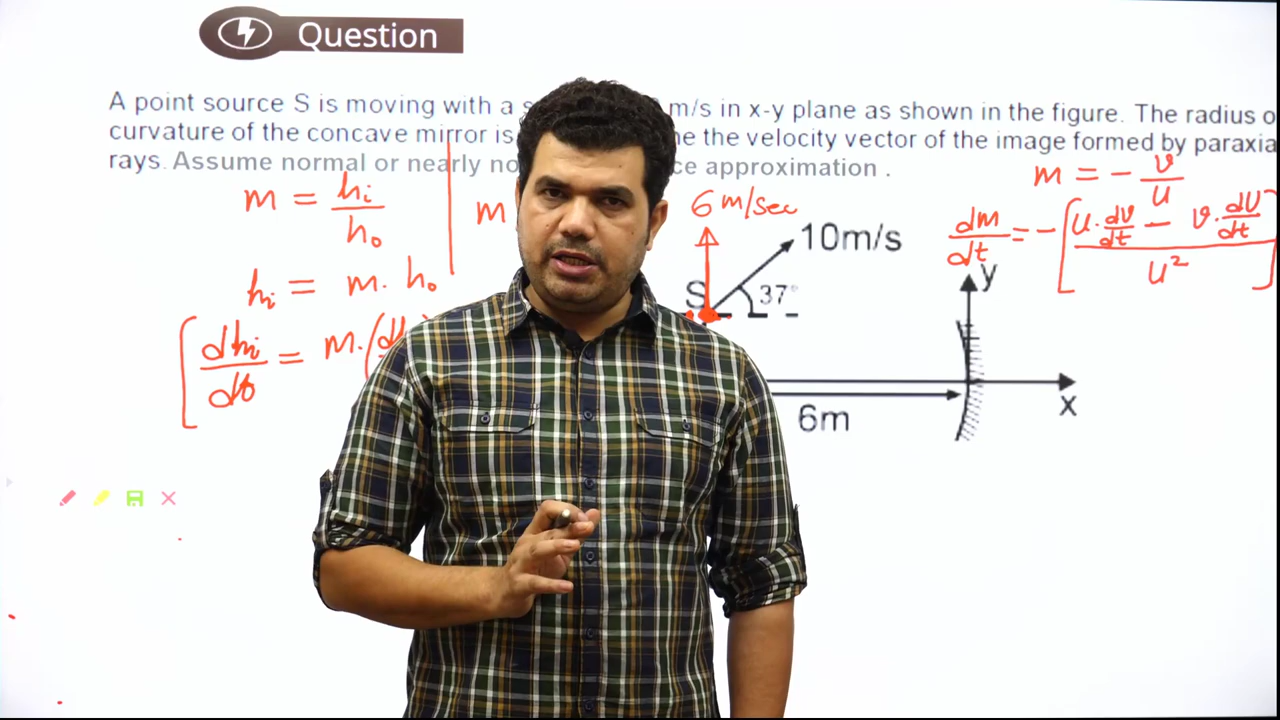 Question
A point source S is moving with a m/s in x-y plane as shown in the figure. The radius o
curvature of the concave mirror is the velocity vector of the image formed by paraxia
rays. Assume normal or nearly approximation .
m = hi/ho
m
6 m/sec
m = - v/u
hi = m. ho
S
10m/s
37°
dm/dt = -[u.dv/dt - v.dU/dt / u²]
y
[dhi/dt = m.(
x
6m